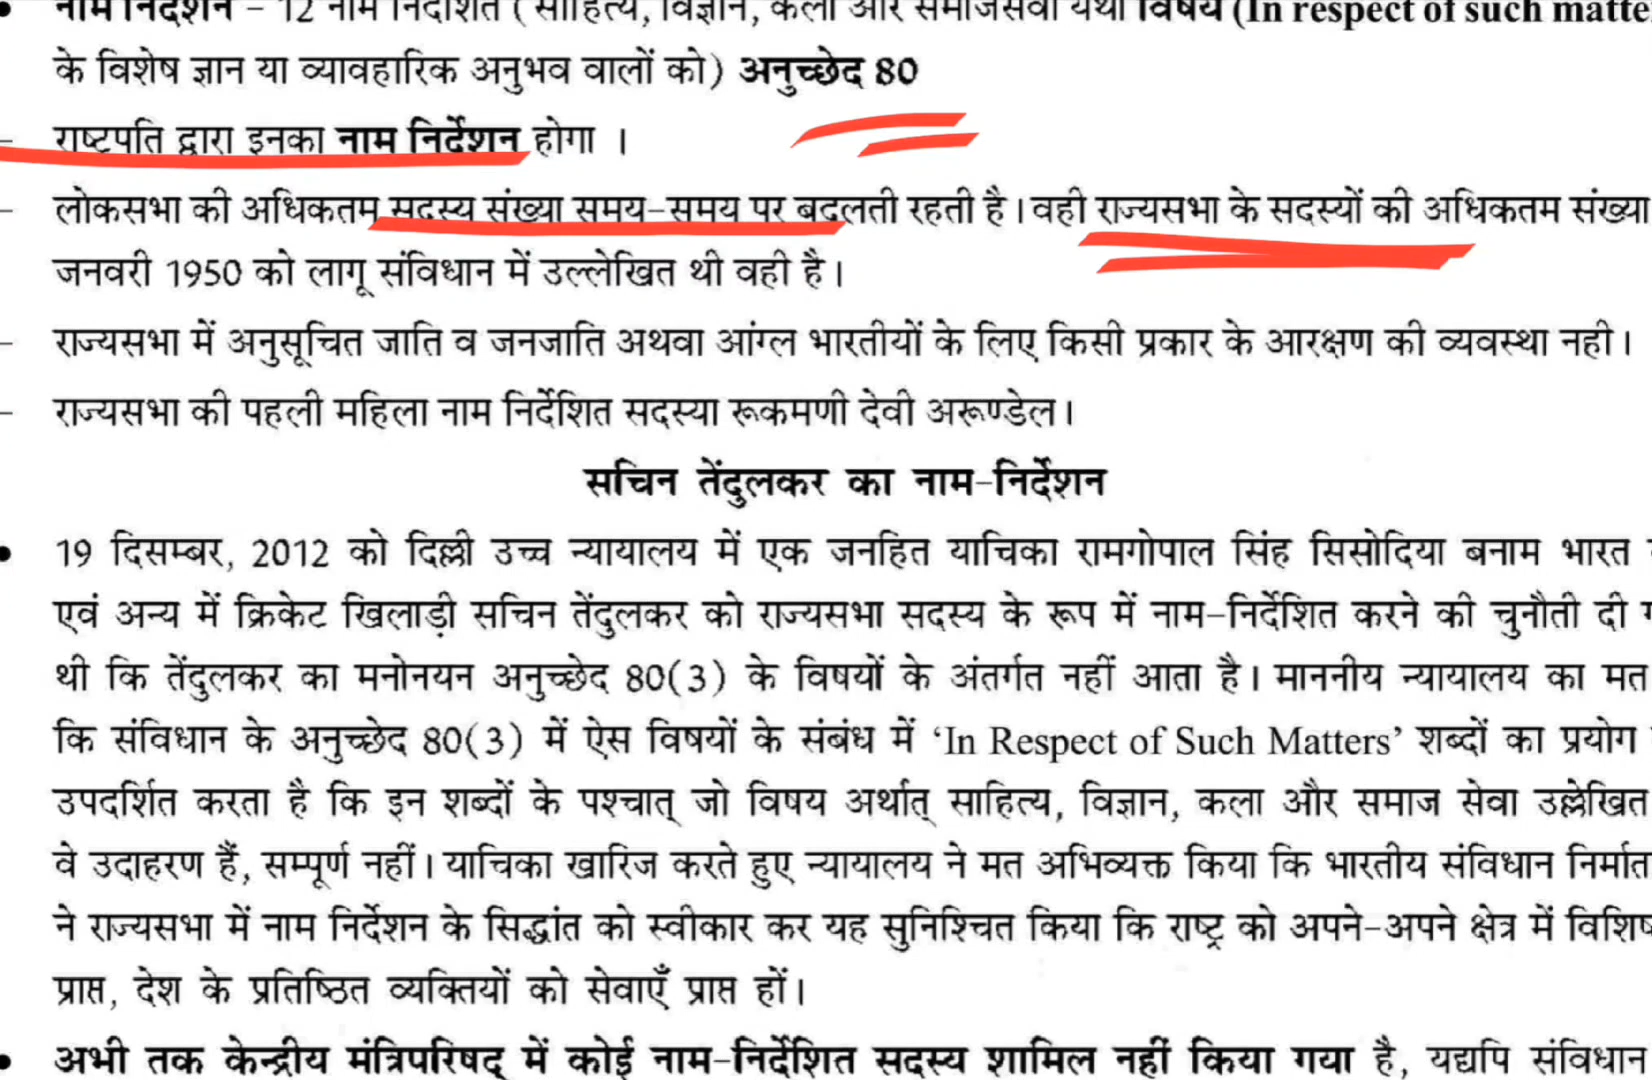 नाम निर्देशन – 12 नाम निर्देशित ( साहित्य, विज्ञान, कला और समाजसेवा यथा विषय (In respect of such matte
के विशेष ज्ञान या व्यावहारिक अनुभव वालों को) अनुच्छेद 80
– राष्टपति द्वारा इनका नाम निर्देशन होगा ।
– लोकसभा की अधिकतम सदस्य संख्या समय-समय पर बदलती रहती है। वही राज्यसभा के सदस्यों की अधिकतम संख्या
जनवरी 1950 को लागू संविधान में उल्लेखित थी वही है।
– राज्यसभा में अनुसूचित जाति व जनजाति अथवा आंग्ल भारतीयों के लिए किसी प्रकार के आरक्षण की व्यवस्था नही।
– राज्यसभा की पहली महिला नाम निर्देशित सदस्या रूकमणी देवी अरूण्डेल।
सचिन तेंदुलकर का नाम-निर्देशन
• 19 दिसम्बर, 2012 को दिल्ली उच्च न्यायालय में एक जनहित याचिका रामगोपाल सिंह सिसोदिया बनाम भारत
एवं अन्य में क्रिकेट खिलाड़ी सचिन तेंदुलकर को राज्यसभा सदस्य के रूप में नाम-निर्देशित करने की चुनौती दी
थी कि तेंदुलकर का मनोनयन अनुच्छेद 80(3) के विषयों के अंतर्गत नहीं आता है। माननीय न्यायालय का मत
कि संविधान के अनुच्छेद 80(3) में ऐस विषयों के संबंध में ‘In Respect of Such Matters’ शब्दों का प्रयोग
उपदर्शित करता है कि इन शब्दों के पश्चात् जो विषय अर्थात् साहित्य, विज्ञान, कला और समाज सेवा उल्लेखित
वे उदाहरण हैं, सम्पूर्ण नहीं। याचिका खारिज करते हुए न्यायालय ने मत अभिव्यक्त किया कि भारतीय संविधान निर्मात
ने राज्यसभा में नाम निर्देशन के सिद्धांत को स्वीकार कर यह सुनिश्चित किया कि राष्ट्र को अपने-अपने क्षेत्र में
प्राप्त, देश के प्रतिष्ठित व्यक्तियों को सेवाएँ प्राप्त हों।
• अभी तक केन्द्रीय मंत्रिपरिषद् में कोई नाम-निर्देशित सदस्य शामिल नहीं किया गया है, यद्यपि संविधान